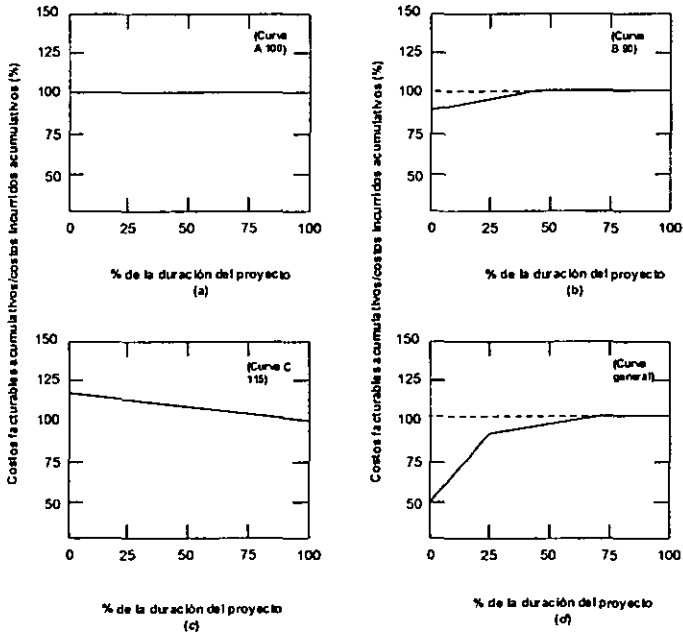 Costos facturables acumulativos/costos incurridos acumulativos (%)
150
125
100
75
50
0 25 50 75 100
(Curva
A 100)
% de la duración del proyecto
(a)
Costos facturables acumulativos/costos incurridos acumulativos (%)
150
125
100
75
50
0 25 50 75 100
(Curva
B 90)
% de la duración del proyecto
(b)
150
125
100
75
50
0 25 50 75 100
(Curva C
115)
% de la duración del proyecto
(c)
150
125
100
75
50
0 25 50 75 100
(Curva
general)
% de la duración del proyecto
(d)